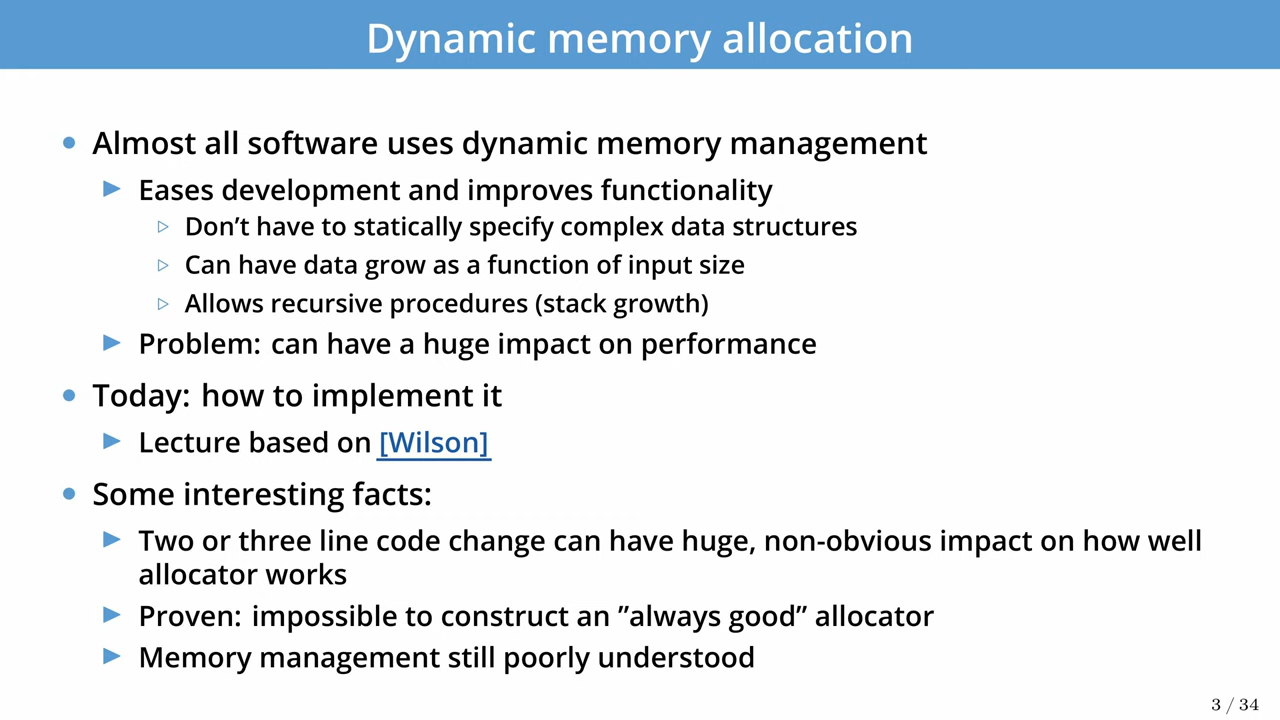 Dynamic memory allocation
Almost all software uses dynamic memory management
Eases development and improves functionality
Don’t have to statically specify complex data structures
Can have data grow as a function of input size
Allows recursive procedures (stack growth)
Problem: can have a huge impact on performance
Today: how to implement it
Lecture based on [Wilson]
Some interesting facts:
Two or three line code change can have huge, non-obvious impact on how well
allocator works
Proven: impossible to construct an ”always good” allocator
Memory management still poorly understood
3 / 34